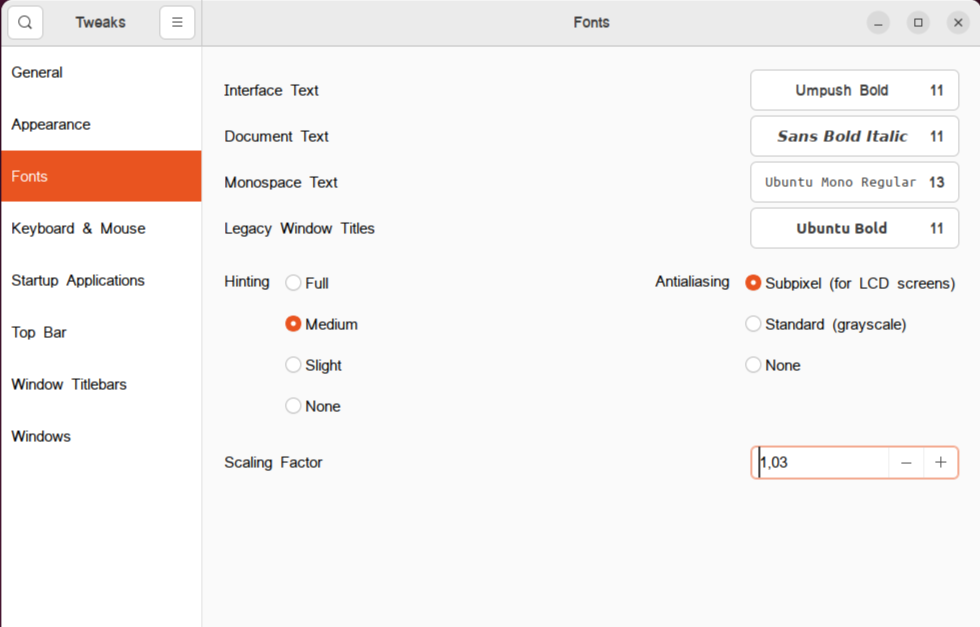 Tweaks
Fonts
General
Appearance
Fonts
Keyboard & Mouse
Startup Applications
Top Bar
Window Titlebars
Windows
Interface Text
Umpush Bold 11
Document Text
Sans Bold Italic 11
Monospace Text
Ubuntu Mono Regular 13
Legacy Window Titles
Ubuntu Bold 11
Hinting
Full
Medium
Slight
None
Antialiasing
Subpixel (for LCD screens)
Standard (grayscale)
None
Scaling Factor
1,03